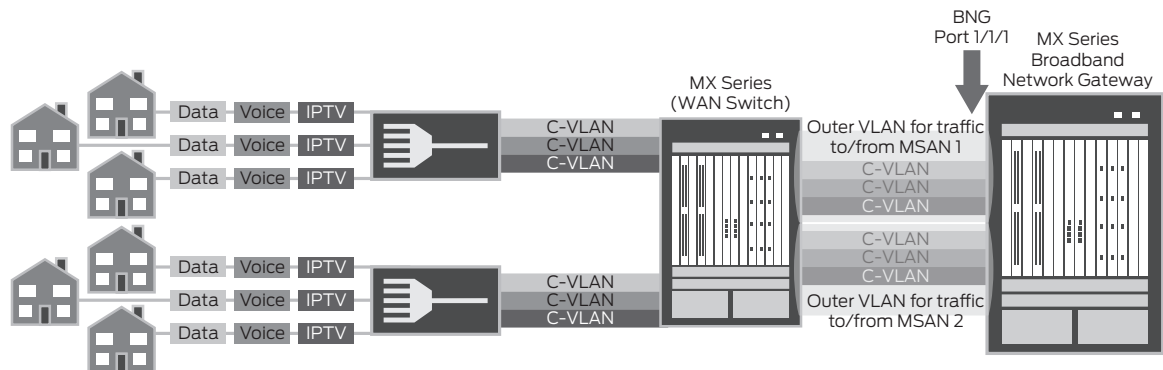 BNG
Port 1/1/1
MX Series
Broadband
Network Gateway
MX Series
(WAN Switch)
Data Voice IPTV
Data Voice IPTV
Data Voice IPTV
C-VLAN
C-VLAN
C-VLAN
Outer VLAN for traffic
to/from MSAN 1
C-VLAN
C-VLAN
C-VLAN
C-VLAN
C-VLAN
C-VLAN
Outer VLAN for traffic
to/from MSAN 2
Data Voice IPTV
Data Voice IPTV
Data Voice IPTV
C-VLAN
C-VLAN
C-VLAN